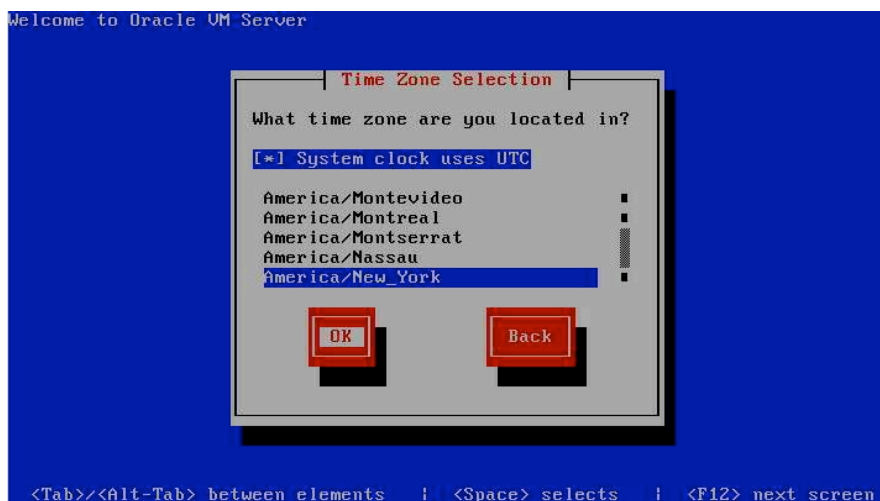 Welcome to Oracle VM Server
Time Zone Selection
What time zone are you located in?
[*] System clock uses UTC
America/Montevideo
America/Montreal
America/Montserrat
America/Nassau
America/New_York
OK Back
<Tab>/<Alt-Tab> between elements | <Space> selects | <F12> next screen